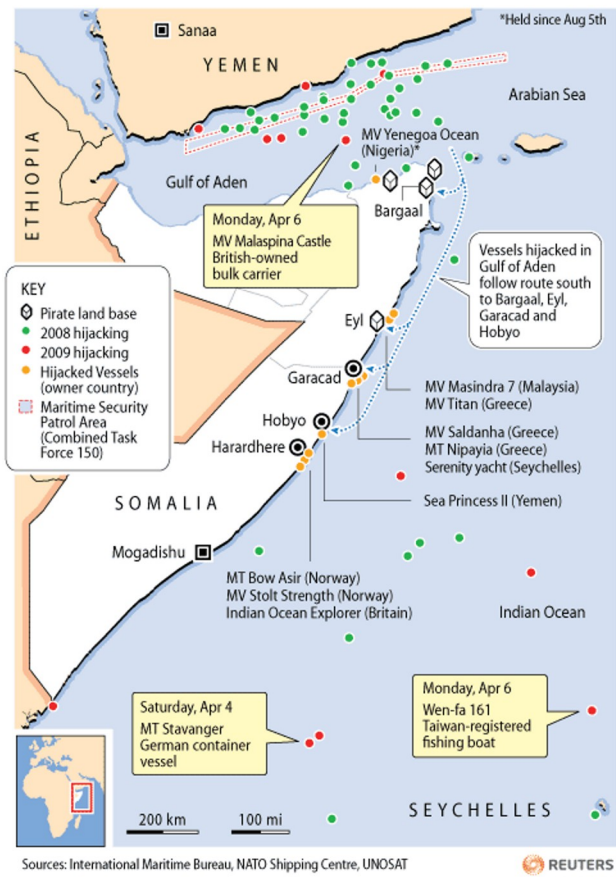 *Held since Aug 5th
Sanaa
YEMEN
Arabian Sea
ETHIOPIA
MV Yenegoa Ocean
(Nigeria)*
Gulf of Aden
Bargaal
Monday, Apr 6
MV Malaspina Castle
British-owned
bulk carrier
Vessels hijacked in
Gulf of Aden
follow route south
to Bargaal, Eyl,
Garacad and
Hobyo
KEY
Pirate land base
2008 hijacking
2009 hijacking
Hijacked Vessels
(owner country)
Maritime Security
Patrol Area
(Combined Task
Force 150)
Eyl
Garacad
MV Masindra 7 (Malaysia)
MV Titan (Greece)
Hobyo
Harardhere
MV Saldanha (Greece)
MT Nipayia (Greece)
Serenity yacht (Seychelles)
Sea Princess II (Yemen)
SOMALIA
Mogadishu
MT Bow Asir (Norway)
MV Stolt Strength (Norway)
Indian Ocean Explorer (Britain)
Indian Ocean
Saturday, Apr 4
MT Stavanger
German container
vessel
Monday, Apr 6
Wen-fa 161
Taiwan-registered
fishing boat
200 km
100 mi
SEYCHELLES
Sources: International Maritime Bureau, NATO Shipping Centre, UNOSAT
REUTERS